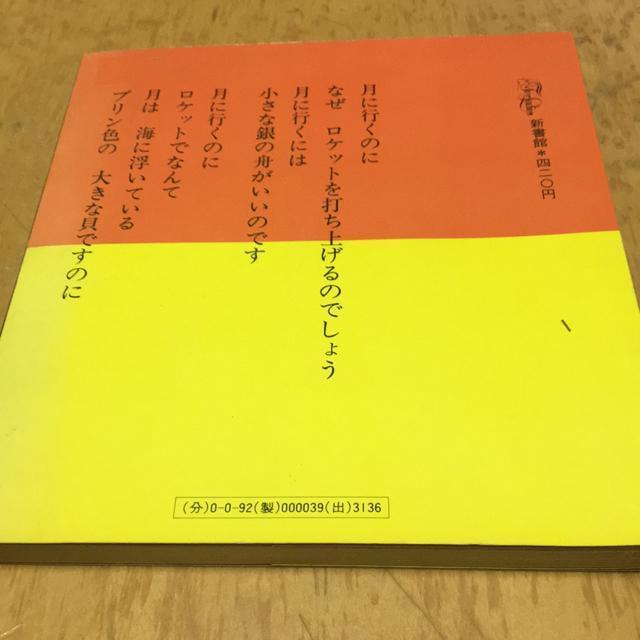 新書館*四二〇円
月に行くのに
なぜ ロケットを打ち上げるのでしょう
月に行くには
小さな銀の舟がいいのです
月に行くのに
ロケットでなんて
月は 海に浮いている
プリン色の 大きな貝ですのに
(分)0-0-92(製)000039(出)3136